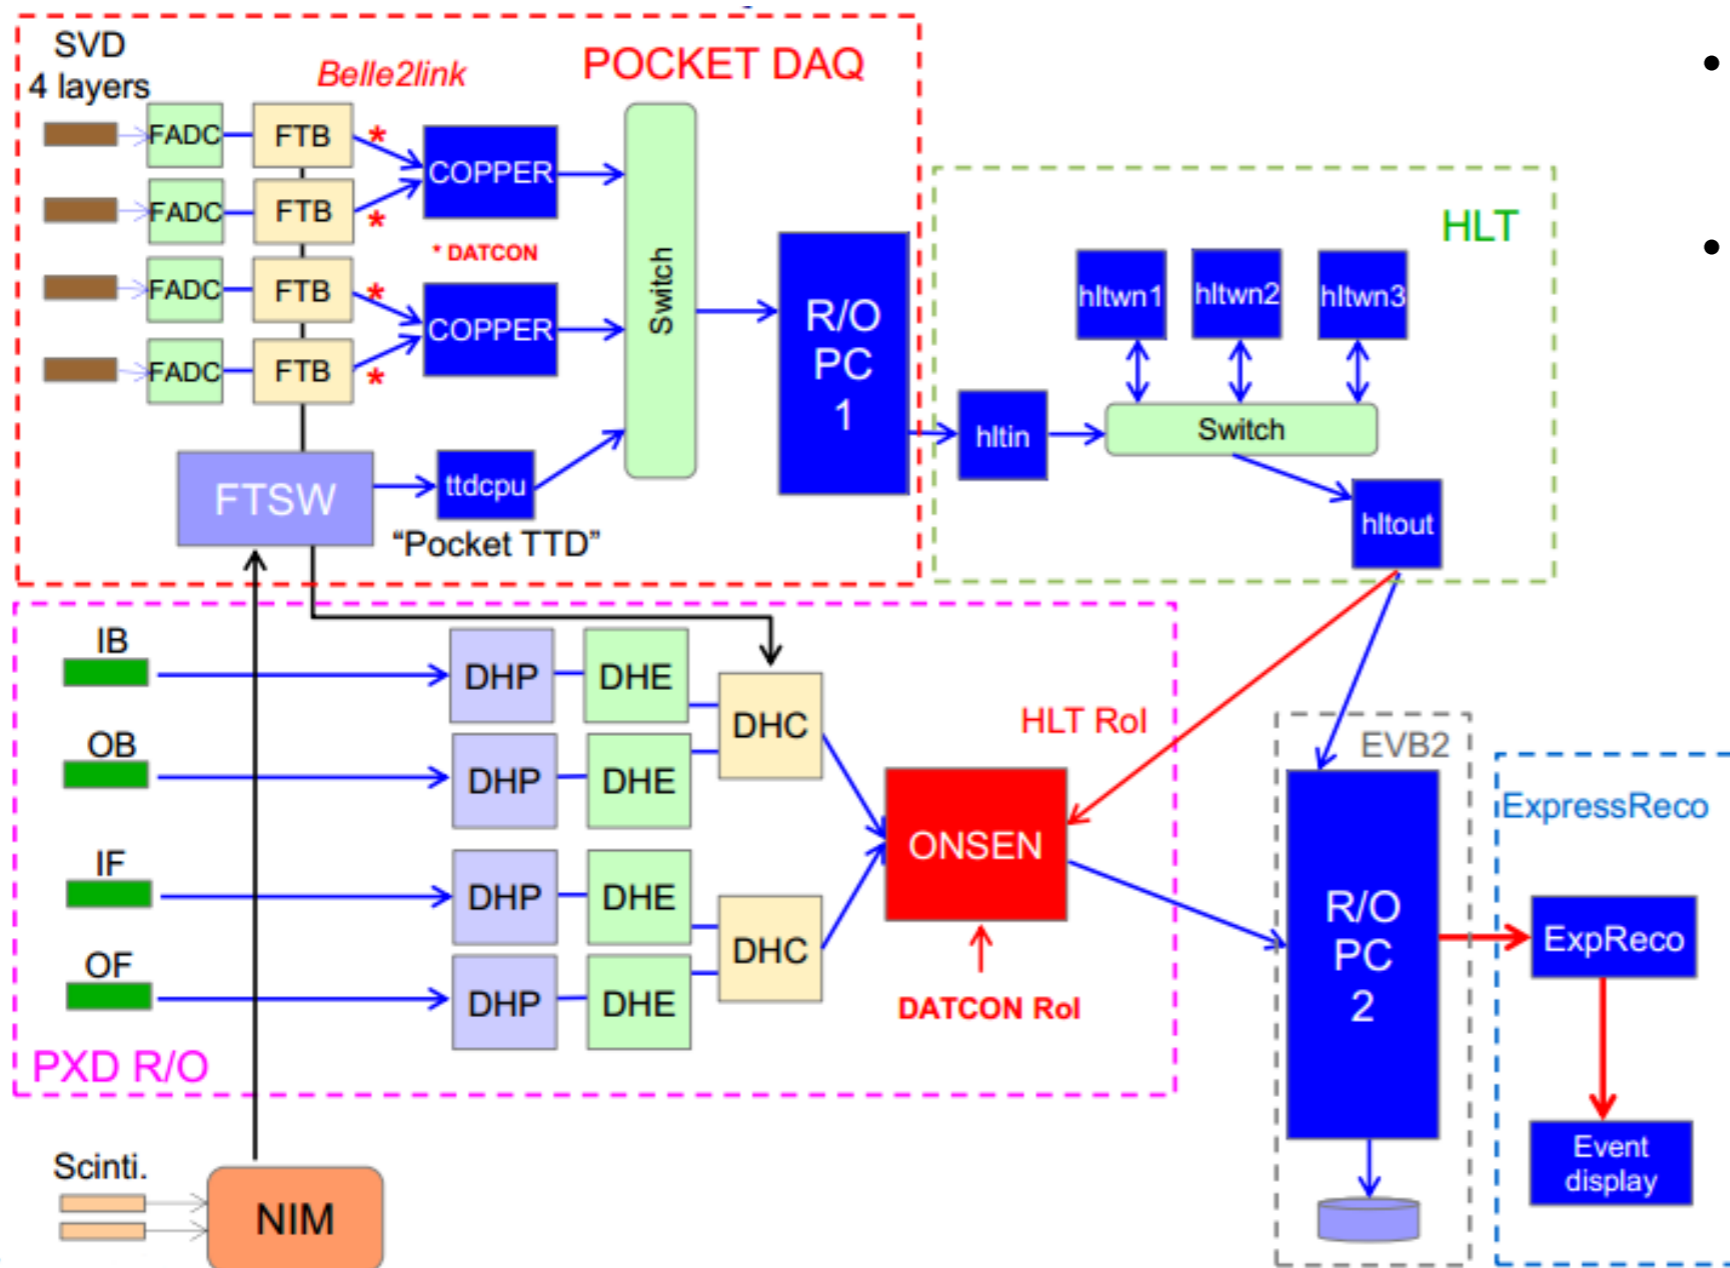 SVD
4 layers
Belle2link
POCKET DAQ
FADC
FTB
*
COPPER
FADC
FTB
*
* DATCON
FADC
FTB
*
COPPER
FADC
FTB
*
Switch
R/O
PC
1
FTSW
ttdcpu
“Pocket TTD”
HLT
hltwn1
hltwn2
hltwn3
hltin
Switch
hltout
IB
DHP
DHE
DHC
OB
DHP
DHE
IF
DHP
DHE
DHC
OF
DHP
DHE
HLT RoI
ONSEN
DATCON RoI
PXD R/O
EVB2
R/O
PC
2
ExpressReco
ExpReco
Event
display
Scinti.
NIM
•
•